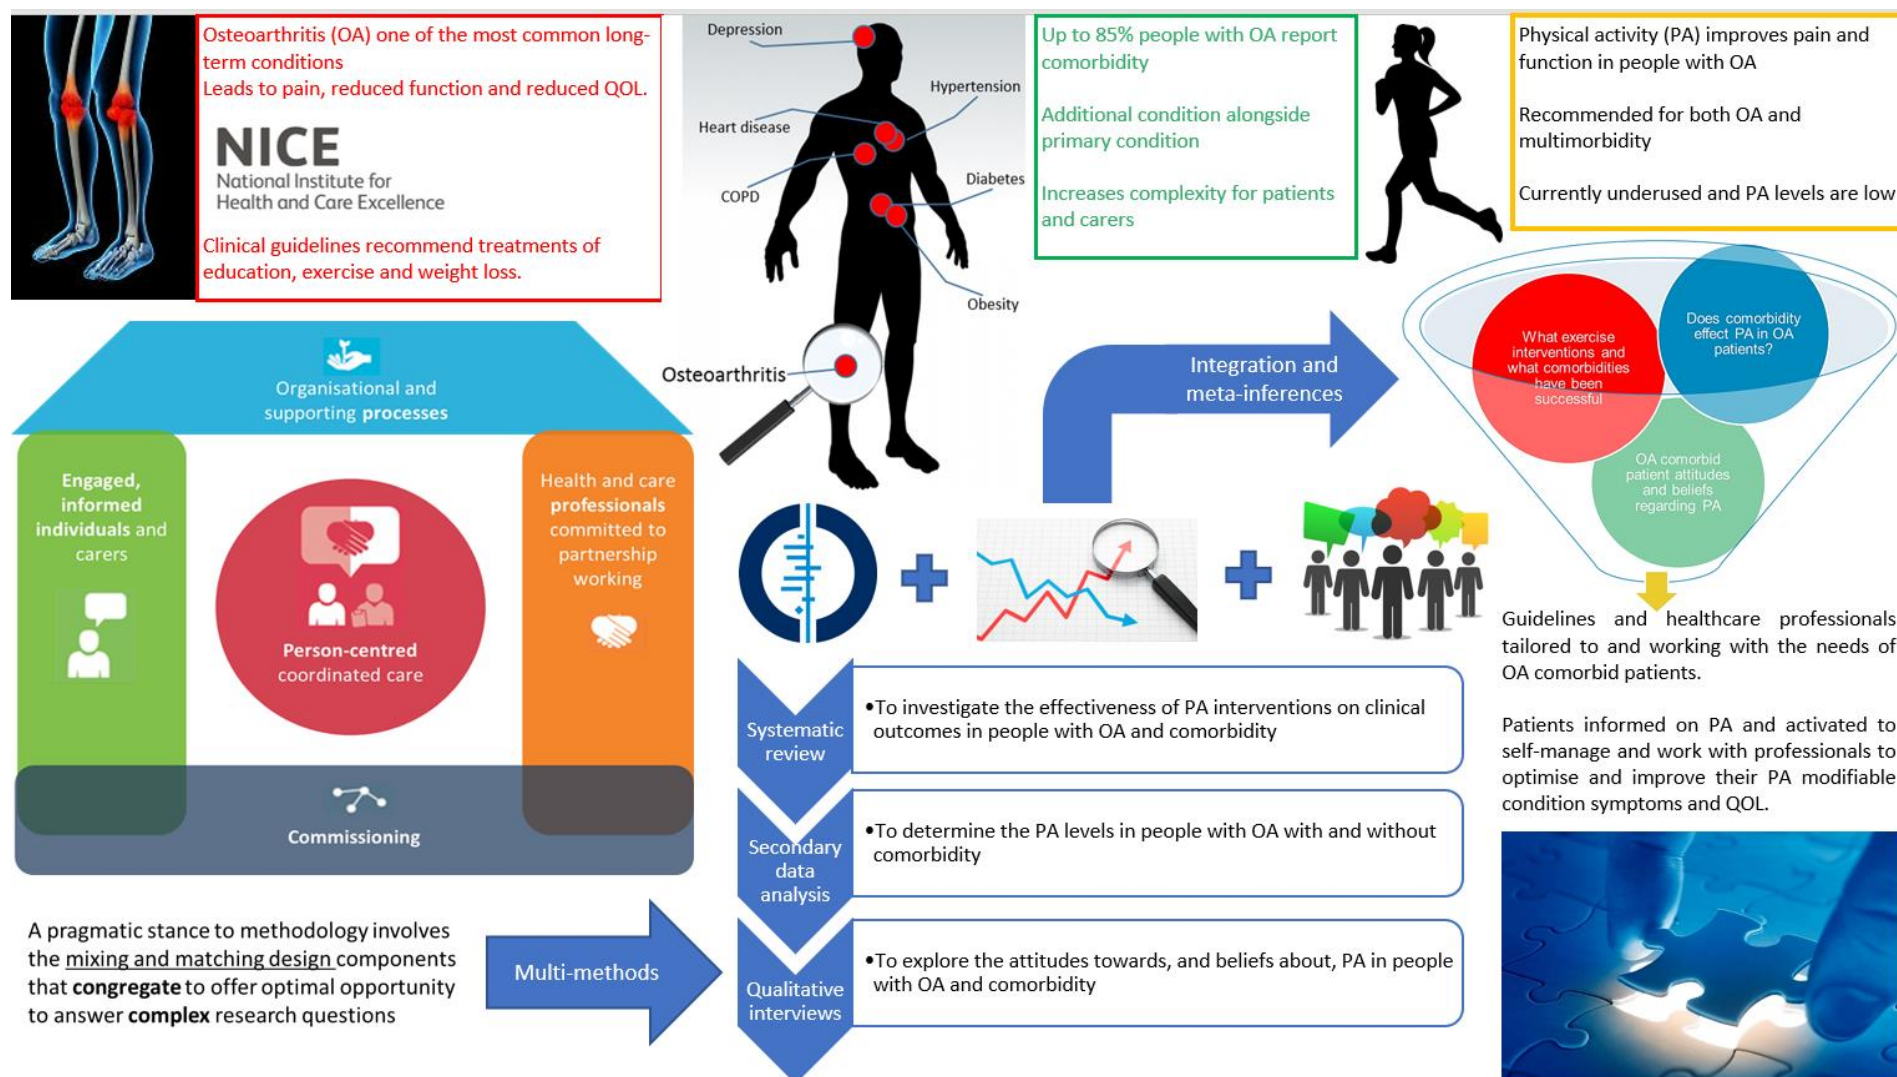 Osteoarthritis (OA) one of the most common long-
term conditions
Leads to pain, reduced function and reduced QOL.
NICE
National Institute for
Health and Care Excellence
Clinical guidelines recommend treatments of
education, exercise and weight loss.
Depression
Hypertension
Heart disease
COPD
Diabetes
Obesity
Osteoarthritis
Up to 85% people with OA report
comorbidity
Additional condition alongside
primary condition
Increases complexity for patients
and carers
Physical activity (PA) improves pain and
function in people with OA
Recommended for both OA and
multimorbidity
Currently underused and PA levels are low
Organisational and
supporting processes
Engaged,
informed
individuals and
carers
Person-centred
coordinated care
Health and care
professionals
committed to
partnership
working
Commissioning
Integration and
meta-inferences
What exercise
interventions and
what comorbidities
have been
successful
Does comorbidity
effect PA in OA
patients?
OA comorbid
patient attitudes
and beliefs
regarding PA
Guidelines and healthcare professionals
tailored to and working with the needs of
OA comorbid patients.
Patients informed on PA and activated to
self-manage and work with professionals to
optimise and improve their PA modifiable
condition symptoms and QOL.
A pragmatic stance to methodology involves
the mixing and matching design components
that congregate to offer optimal opportunity
to answer complex research questions
Multi-methods
Systematic
review
•To investigate the effectiveness of PA interventions on clinical
outcomes in people with OA and comorbidity
Secondary
data
analysis
•To determine the PA levels in people with OA with and without
comorbidity
Qualitative
interviews
•To explore the attitudes towards, and beliefs about, PA in people
with OA and comorbidity